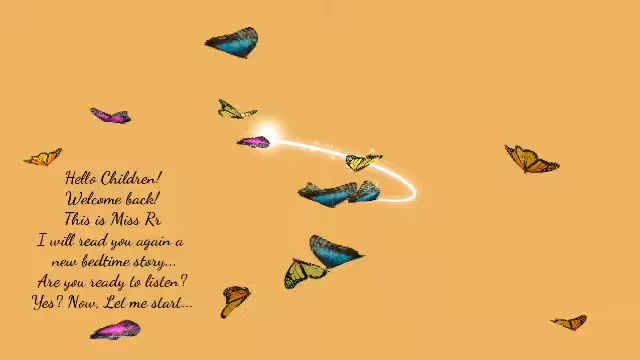 Hello Children!
Welcome back!
This is Miss Rr
I will read you again a
new bedtime story...
Are you ready to listen?
Yes? Now, Let me start...